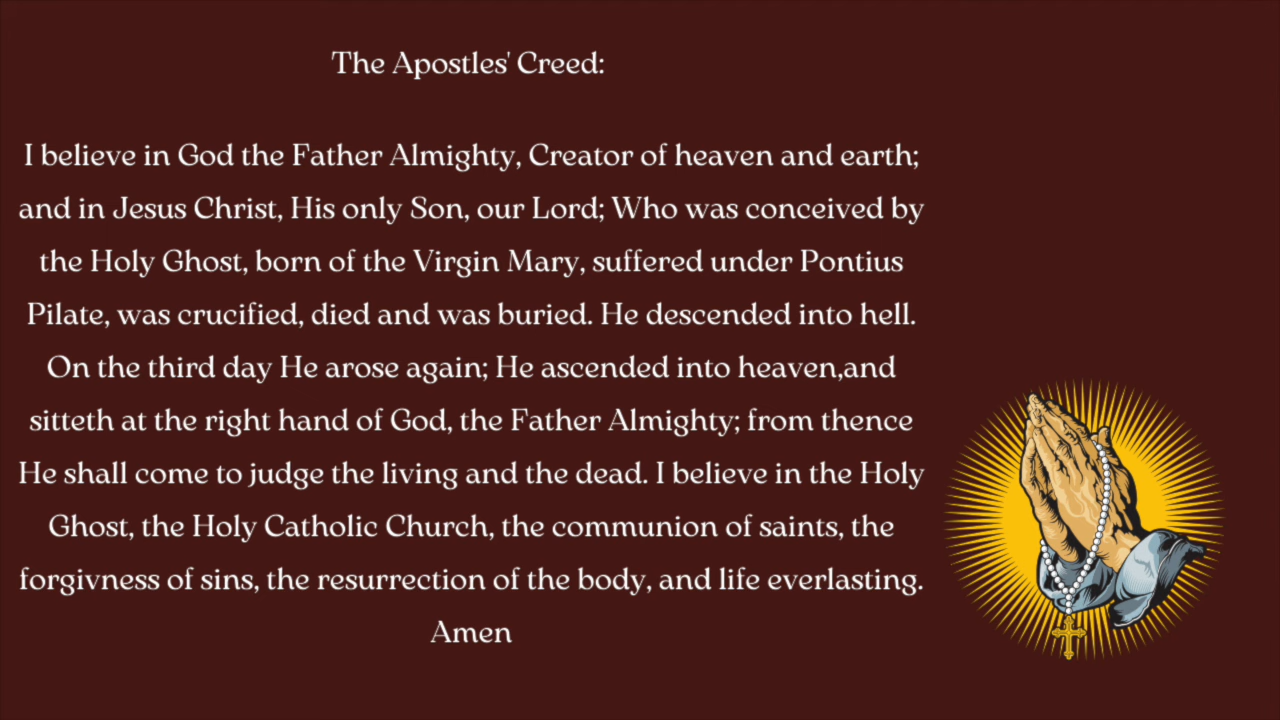 The Apostles' Creed:
I believe in God the Father Almighty, Creator of heaven and earth;
and in Jesus Christ, His only Son, our Lord; Who was conceived by
the Holy Ghost, born of the Virgin Mary, suffered under Pontius
Pilate, was crucified, died and was buried. He descended into hell.
On the third day He arose again; He ascended into heaven,and
sitteth at the right hand of God, the Father Almighty; from thence
He shall come to judge the living and the dead. I believe in the Holy
Ghost, the Holy Catholic Church, the communion of saints, the
forgivness of sins, the resurrection of the body, and life everlasting.
Amen